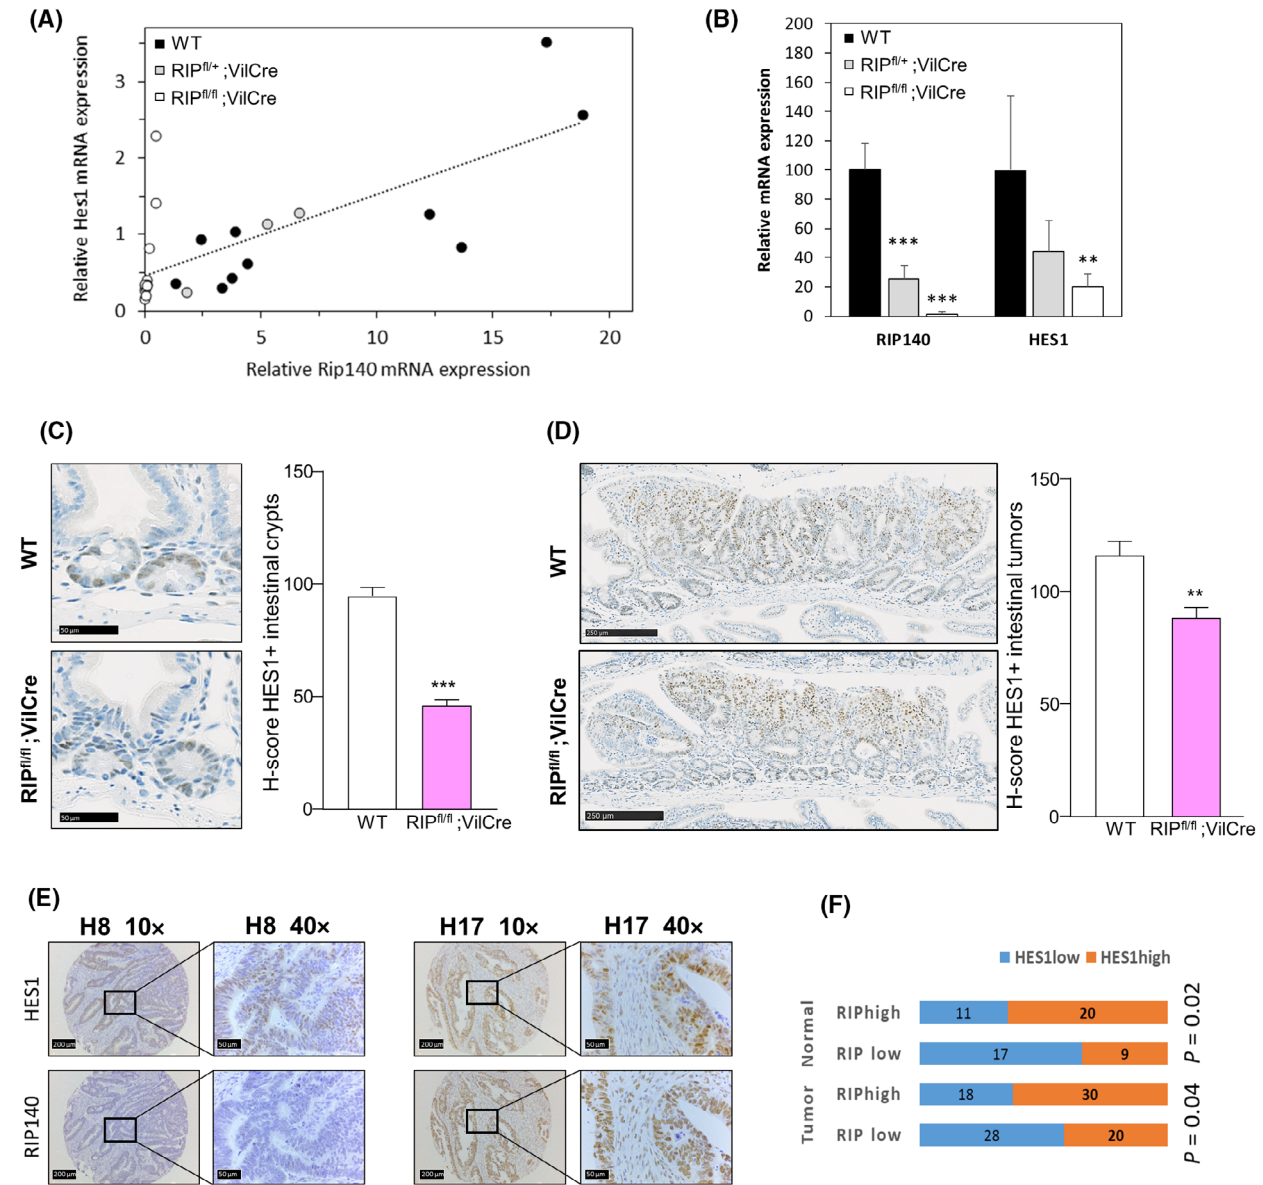 (A)
WT
RIPfl/+ ;VilCre
RIPfl/fl ;VilCre
Relative Hes1 mRNA expression
3
2
1
0
0 5 10 15 20
Relative Rip140 mRNA expression
(B)
WT
RIPfl/+ ;VilCre
RIPfl/fl ;VilCre
Relative mRNA expression
200
180
160
140
120
100
80
60
40
20
0
***
***
**
RIP140 HES1
(C)
WT
50 µm
RIPfl/fl ;VilCre
50 µm
H-score HES1+ intestinal crypts
150
100
50
0
***
WT RIPfl/fl ;VilCre
(D)
WT
250 µm
RIPfl/fl ;VilCre
250 µm
H-score HES1+ intestinal tumors
150
100
50
0
**
WT RIPfl/fl ;VilCre
(E)
H8 10× H8 40× H17 10× H17 40×
HES1
200 µm 50 µm 200 µm 50 µm
RIP140
200 µm 50 µm 200 µm 50 µm
(F)
HES1low HES1high
Normal
RIPhigh 11 20
RIP low 17 9
P = 0.02
Tumor
RIPhigh 18 30
RIP low 28 20
P = 0.04